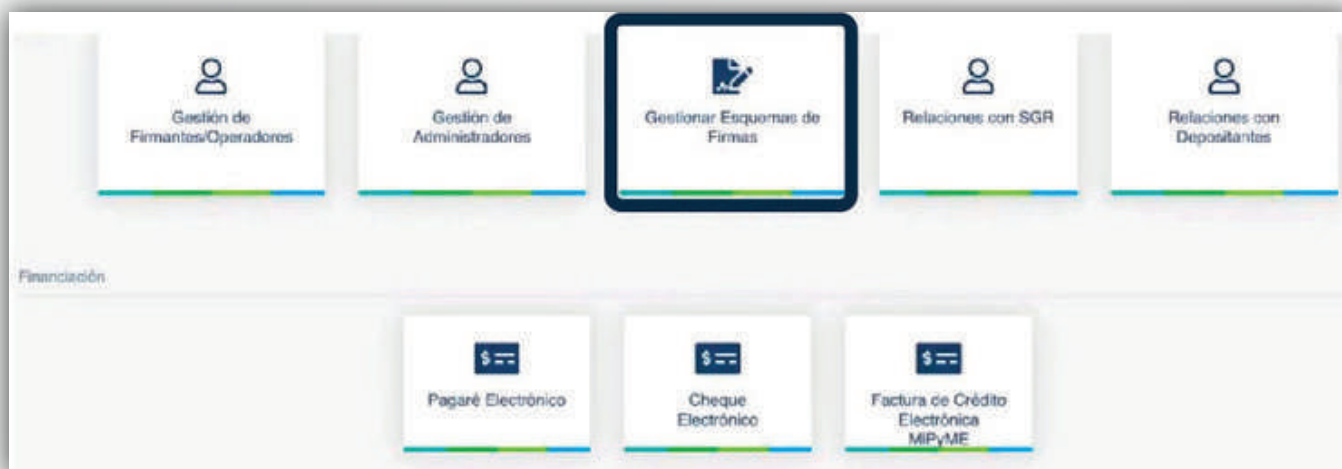 Gestión de
Firmantes/Operadores
Gestión de
Administradores
Gestionar Esquemas de
Firmas
Relaciones con SGR
Relaciones con
Depositantes
Financiación
Pagaré Electrónico
Cheque
Electrónico
Factura de Crédito
Electrónica
MiPyME